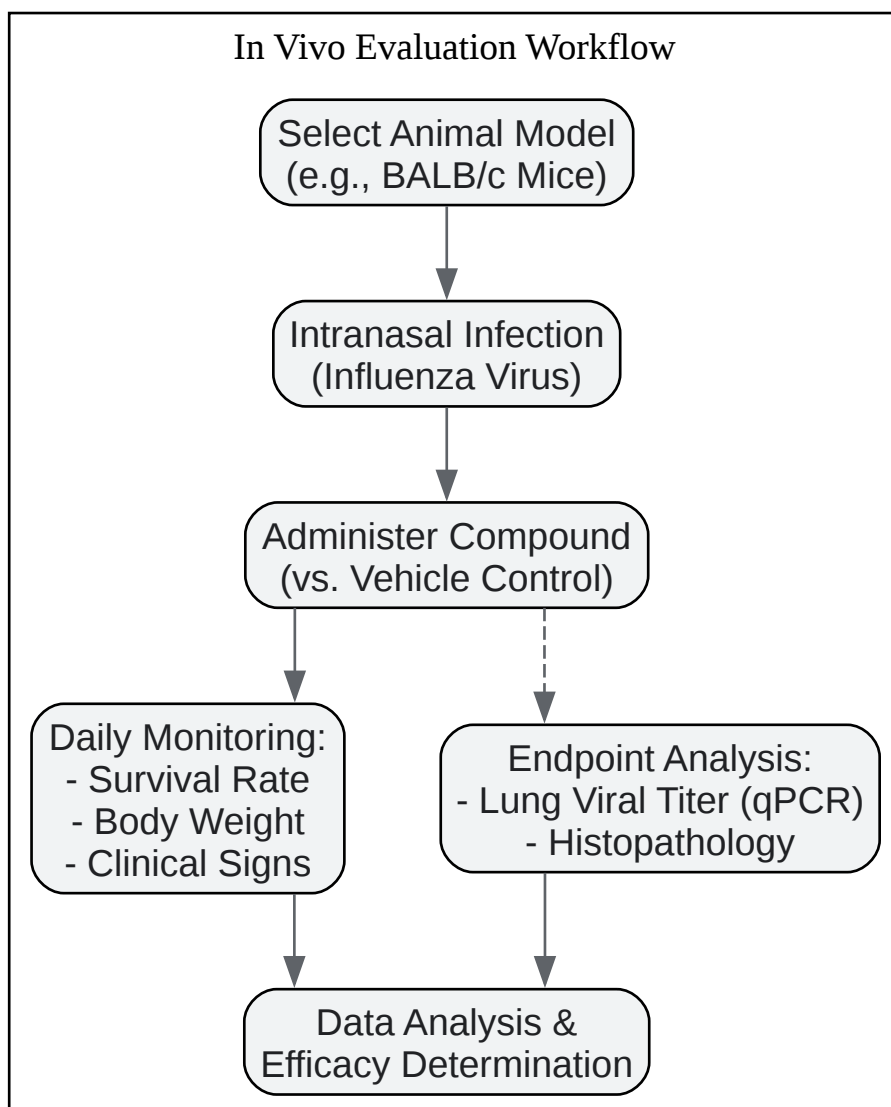 In Vivo Evaluation Workflow
Select Animal Model
(e.g., BALB/c Mice)
Intranasal Infection
(Influenza Virus)
Administer Compound
(vs. Vehicle Control)
Daily Monitoring:
- Survival Rate
- Body Weight
- Clinical Signs
Endpoint Analysis:
- Lung Viral Titer (qPCR)
- Histopathology
Data Analysis &
Efficacy Determination